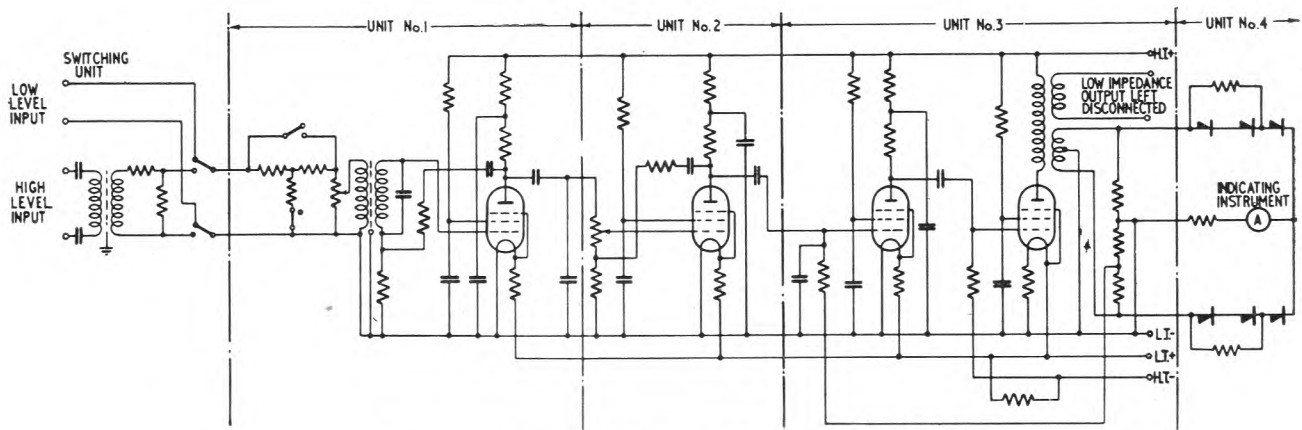 UNIT No.1
UNIT No.2
UNIT No.3
UNIT No.4
SWITCHING
UNIT
LOW
LEVEL
INPUT
HIGH
LEVEL
INPUT
H.T+
LOW IMPEDANCE
OUTPUT LEFT
DISCONNECTED
INDICATING
INSTRUMENT
A
L.T-
L.T.+
H.T-